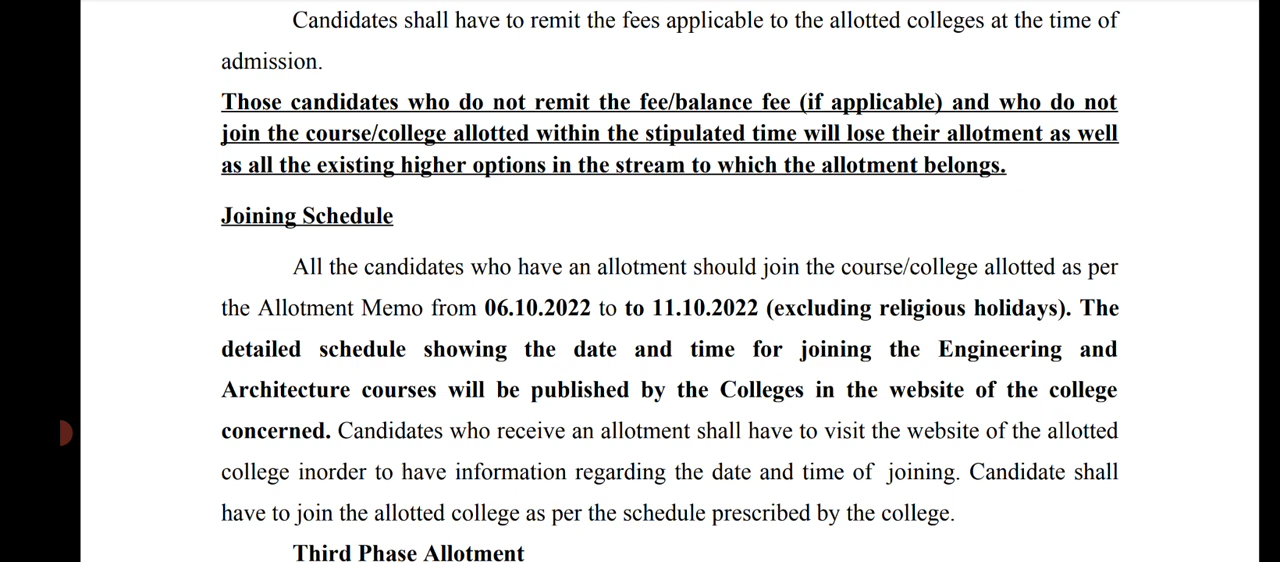 Candidates shall have to remit the fees applicable to the allotted colleges at the time of
admission.
Those candidates who do not remit the fee/balance fee (if applicable) and who do not
join the course/college allotted within the stipulated time will lose their allotment as well
as all the existing higher options in the stream to which the allotment belongs.
Joining Schedule
All the candidates who have an allotment should join the course/college allotted as per
the Allotment Memo from 06.10.2022 to to 11.10.2022 (excluding religious holidays). The
detailed schedule showing the date and time for joining the Engineering and
Architecture courses will be published by the Colleges in the website of the college
concerned. Candidates who receive an allotment shall have to visit the website of the allotted
college inorder to have information regarding the date and time of joining. Candidate shall
have to join the allotted college as per the schedule prescribed by the college.
Third Phase Allotment